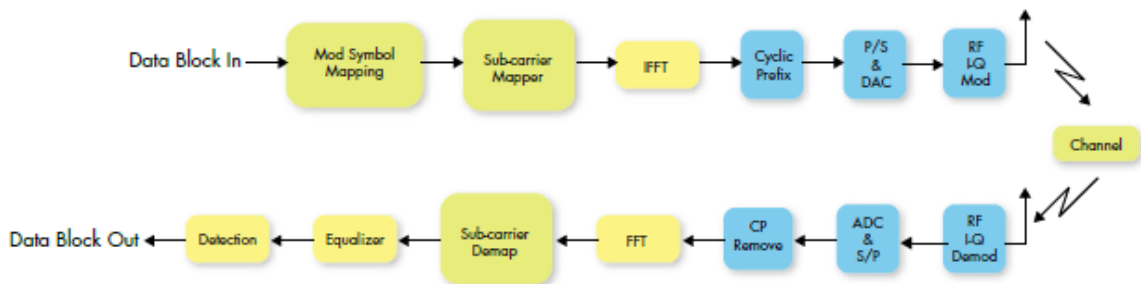 Data Block In
Mod Symbol
Mapping
Sub-carrier
Mapper
IFFT
Cyclic
Prefix
P/S
&
DAC
RF
I-Q
Mod
Channel
Data Block Out
Detection
Equalizer
Sub-carrier
Demap
FFT
CP
Remove
ADC
&
S/P
RF
I-Q
Demod